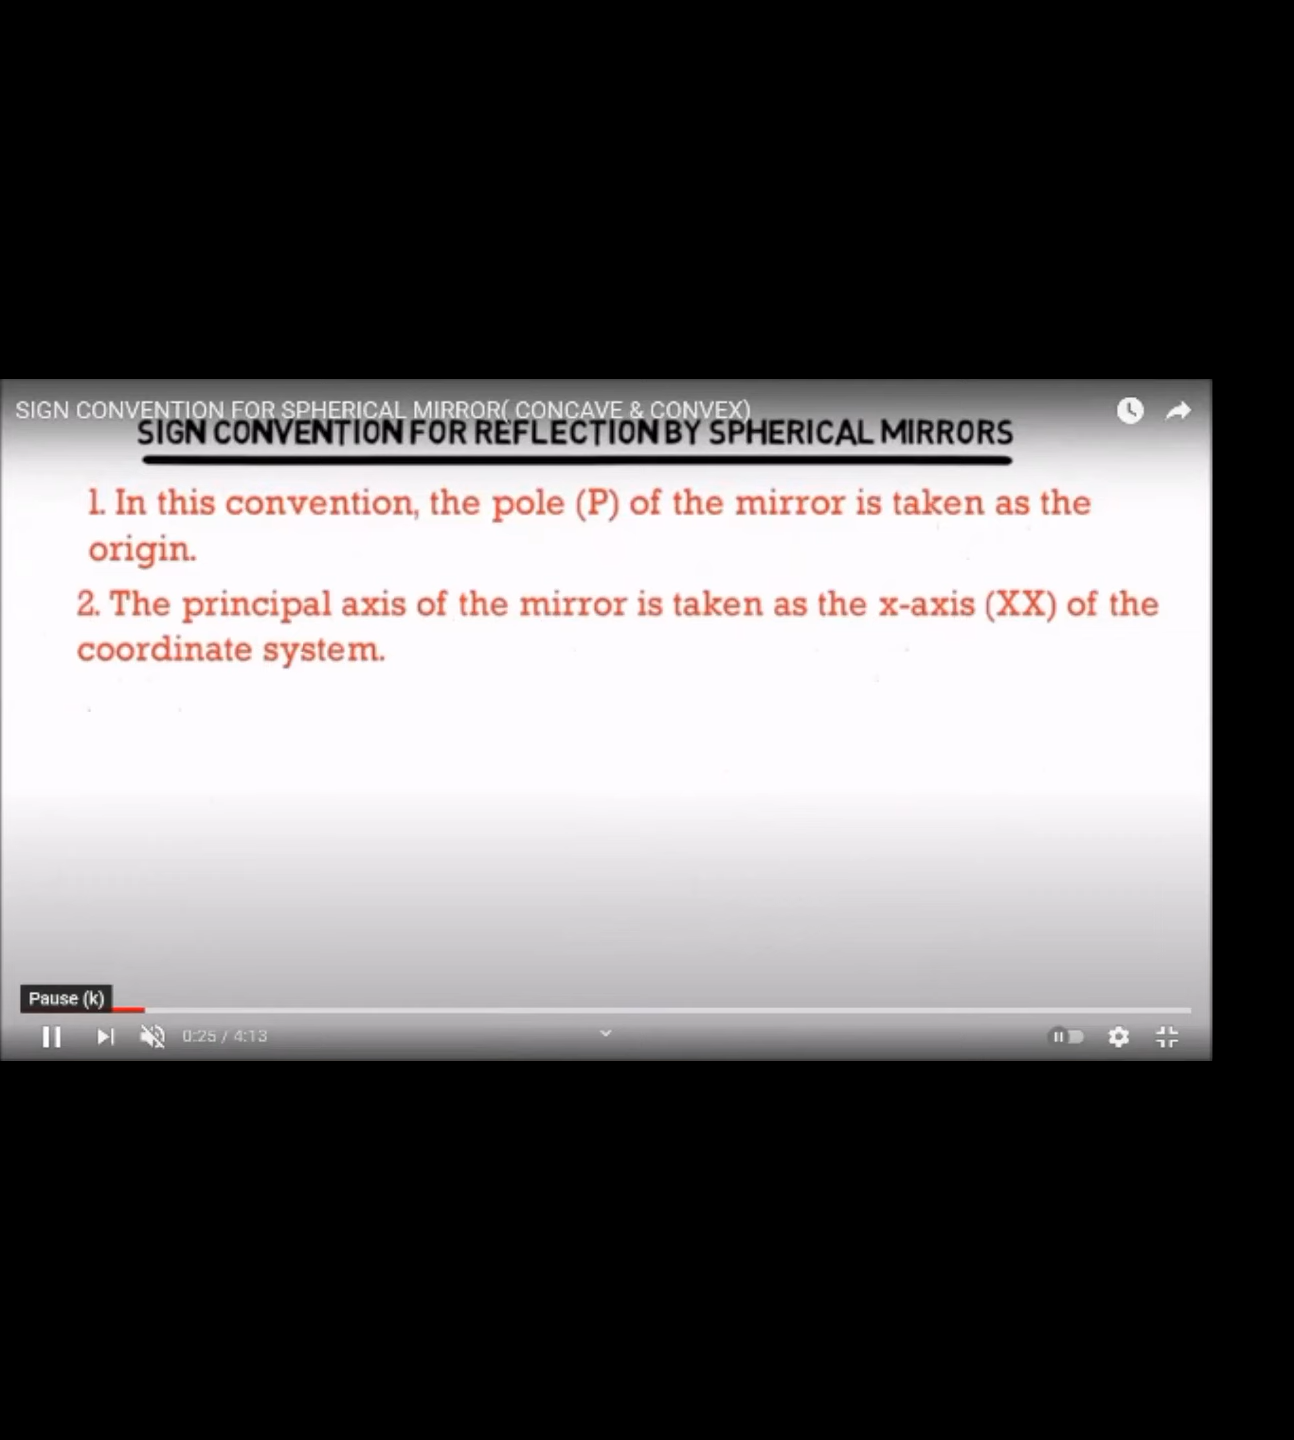 SIGN CONVENTION FOR SPHERICAL MIRROR( CONCAVE & CONVEX)
SIGN CONVENTION FOR REFLECTION BY SPHERICAL MIRRORS
1. In this convention, the pole (P) of the mirror is taken as the
origin.
2. The principal axis of the mirror is taken as the x-axis (XX) of the
coordinate system.
Pause (k)
0:25 / 4:13